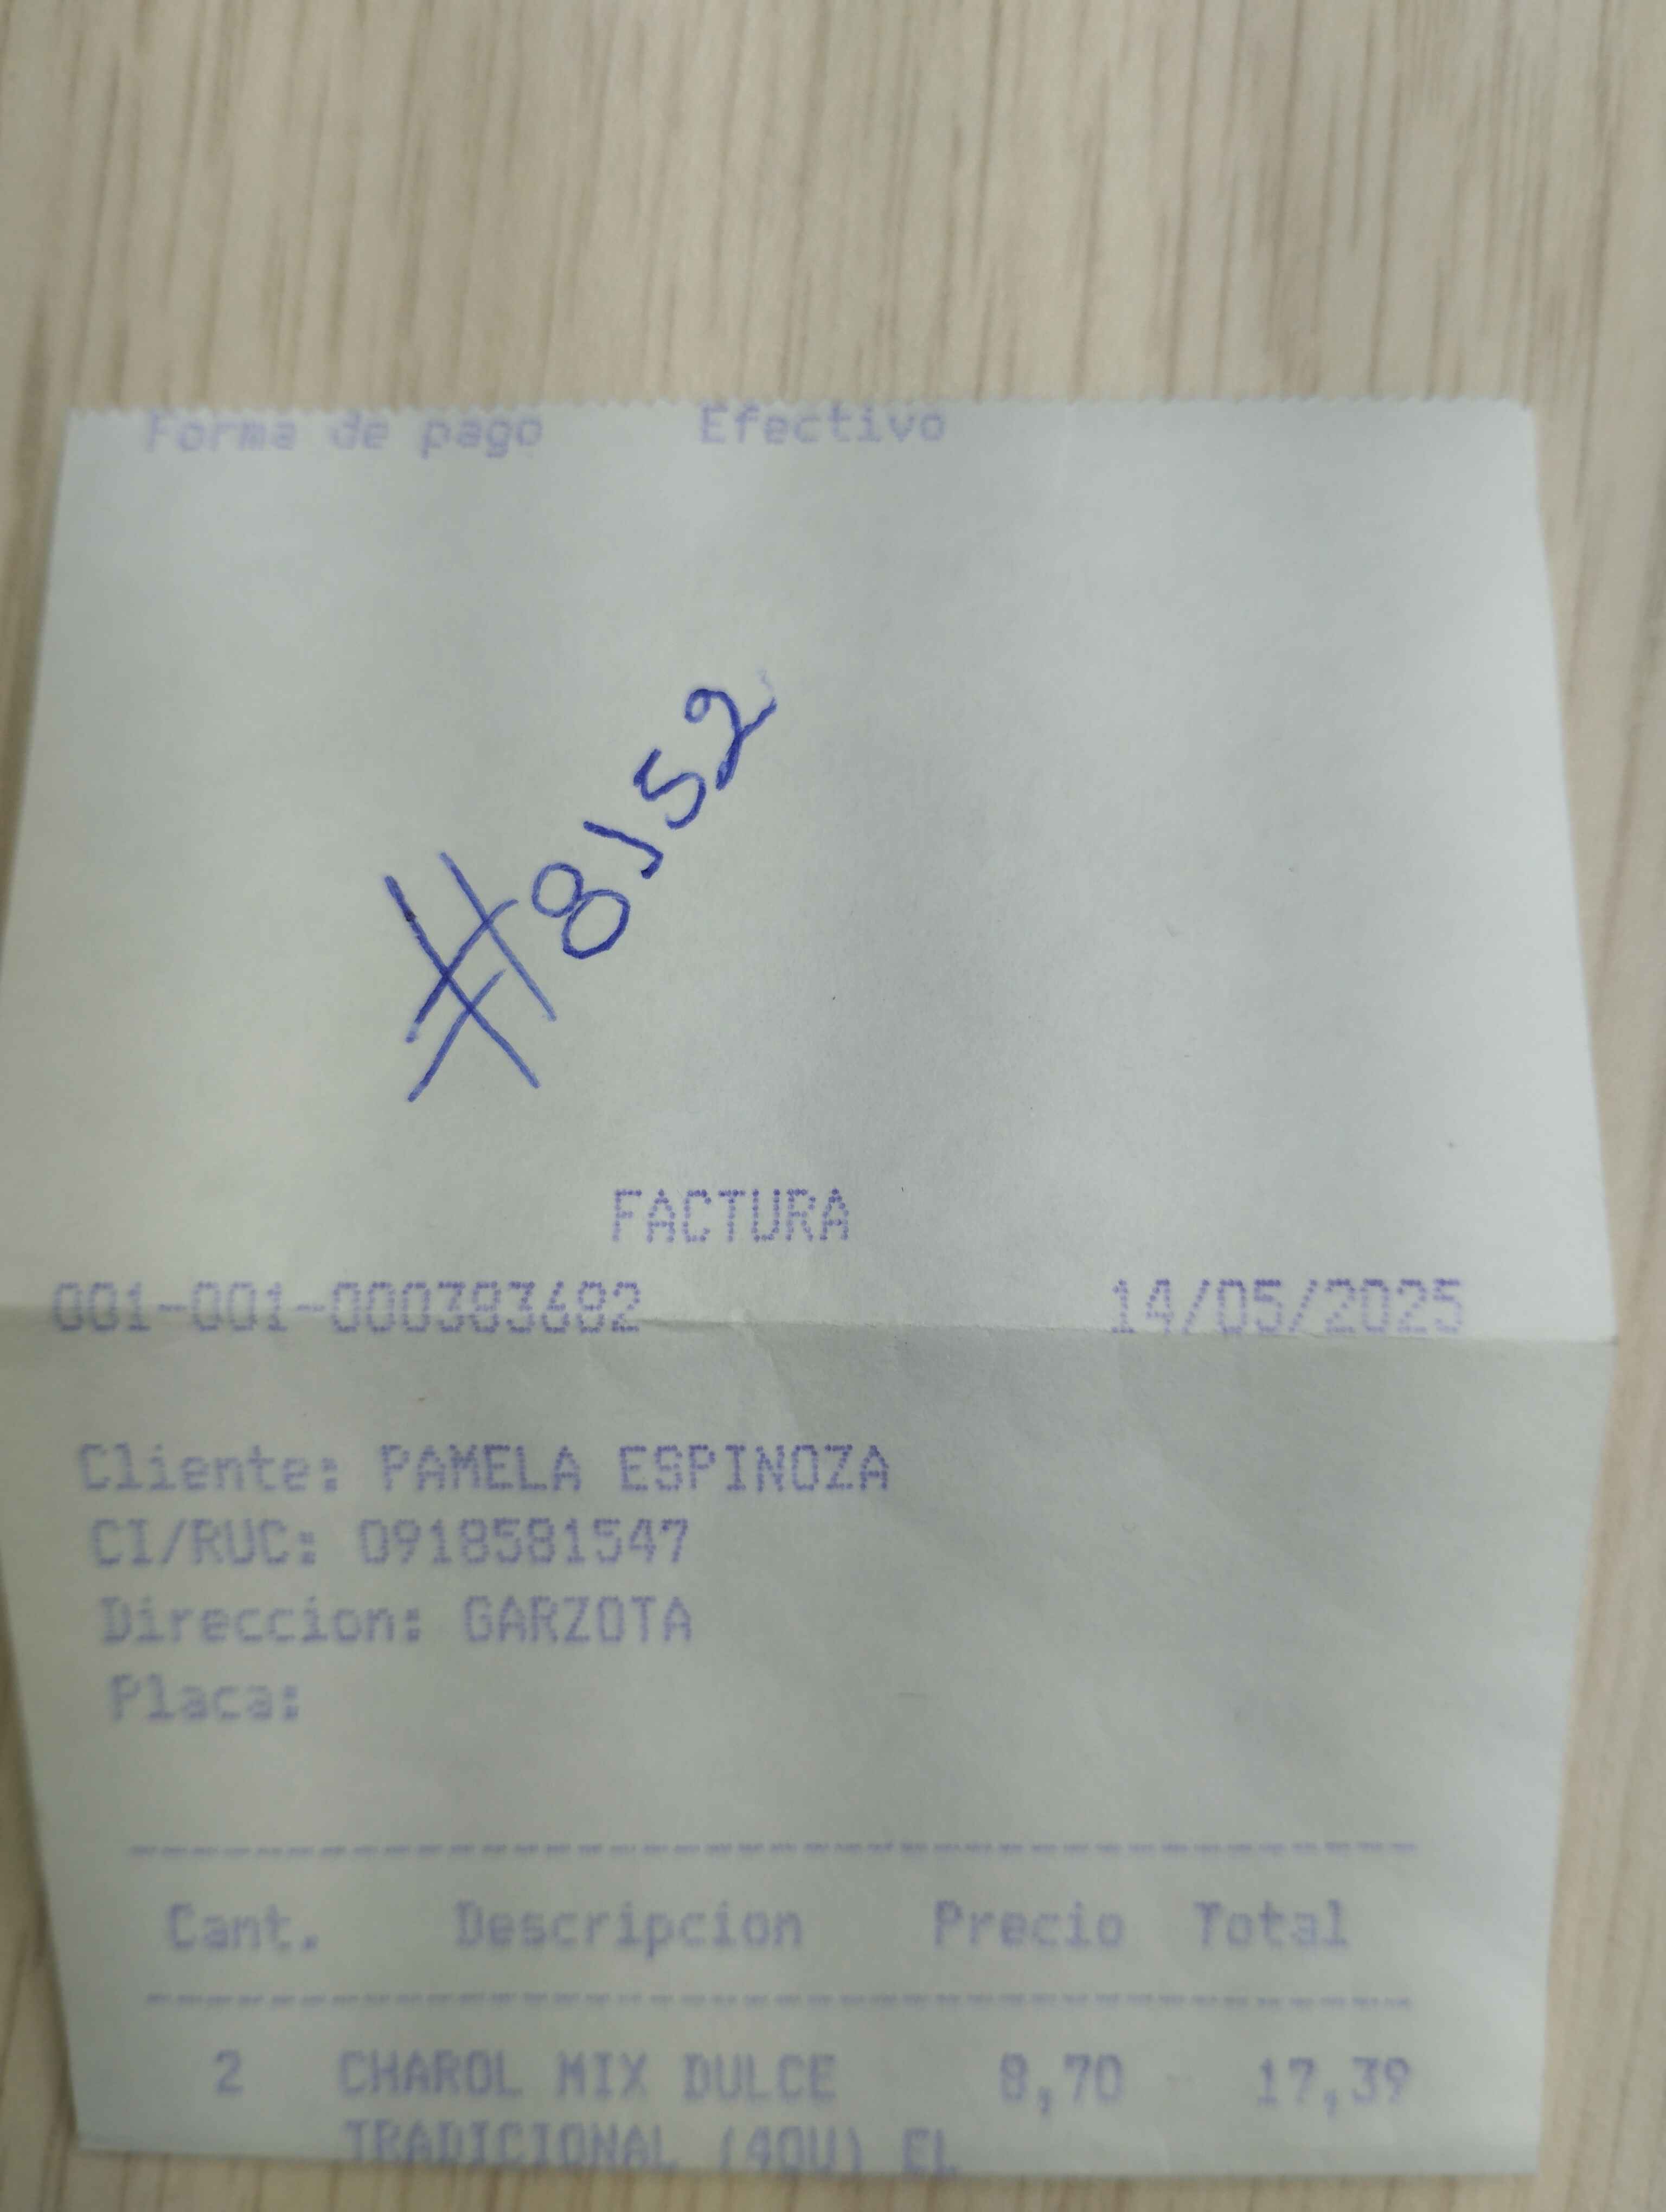 Forma de pago Efectivo
#8152
FACTURA
001-001-000383682 14/05/2025
Cliente: PAMELA ESPINOZA
CI/RUC: 0918581547
Direccion: GARZOTA
Placa:
Cant. Descripcion Precio Total
2 CHAROL MIX DULCE 8,70 17,39
TRADICIONAL (40U) EL